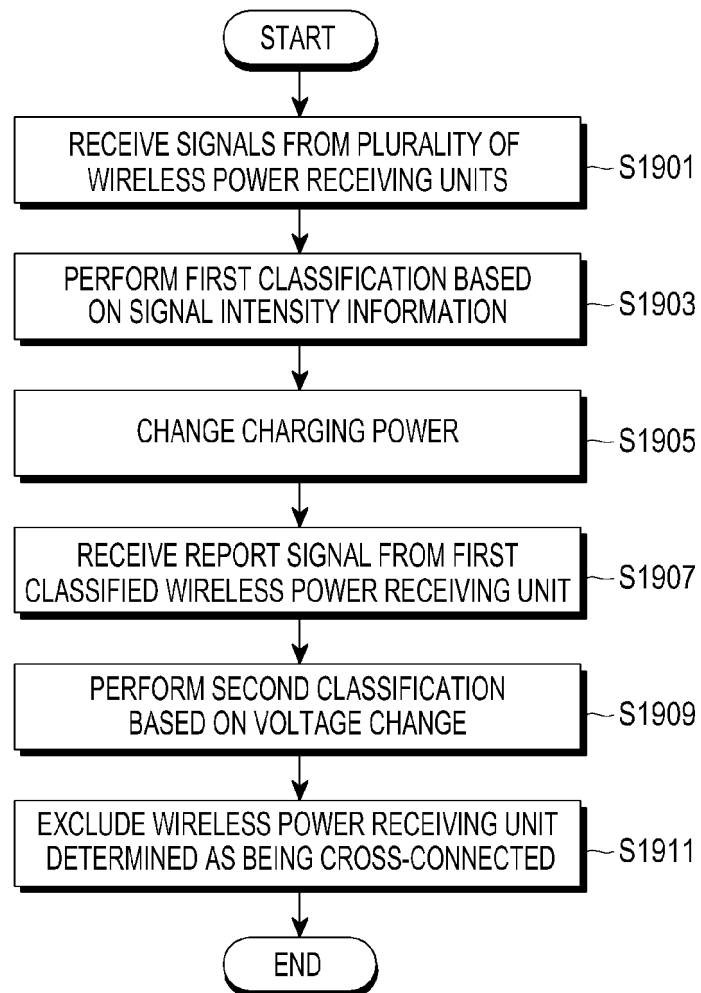 START
RECEIVE SIGNALS FROM PLURALITY OF
WIRELESS POWER RECEIVING UNITS
S1901
PERFORM FIRST CLASSIFICATION BASED
ON SIGNAL INTENSITY INFORMATION
S1903
CHANGE CHARGING POWER
S1905
RECEIVE REPORT SIGNAL FROM FIRST
CLASSIFIED WIRELESS POWER RECEIVING UNIT
S1907
PERFORM SECOND CLASSIFICATION
BASED ON VOLTAGE CHANGE
S1909
EXCLUDE WIRELESS POWER RECEIVING UNIT
DETERMINED AS BEING CROSS-CONNECTED
S1911
END